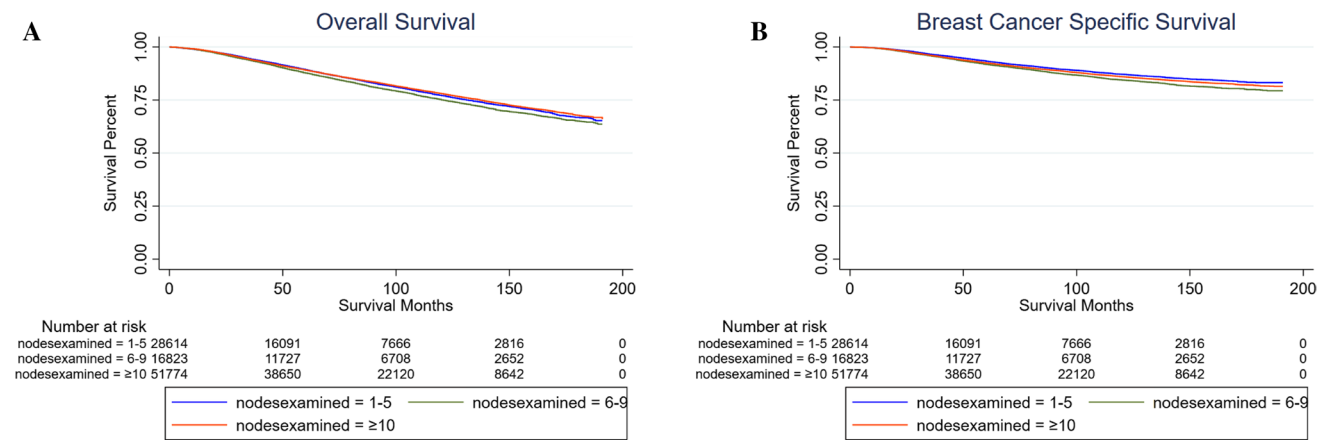 A
Overall Survival
Survival Percent
1.00
0.75
0.50
0.25
0.00
0 50 100 150 200
Survival Months
Number at risk
nodesexamined = 1-5 28614 16091 7666 2816 0
nodesexamined = 6-9 16823 11727 6708 2652 0
nodesexamined = ≥10 51774 38650 22120 8642 0
nodesexamined = 1-5 nodesexamined = 6-9
nodesexamined = ≥10
B
Breast Cancer Specific Survival
Survival Percent
1.00
0.75
0.50
0.25
0.00
0 50 100 150 200
Survival Months
Number at risk
nodesexamined = 1-5 28614 16091 7666 2816 0
nodesexamined = 6-9 16823 11727 6708 2652 0
nodesexamined = ≥10 51774 38650 22120 8642 0
nodesexamined = 1-5 nodesexamined = 6-9
nodesexamined = ≥10